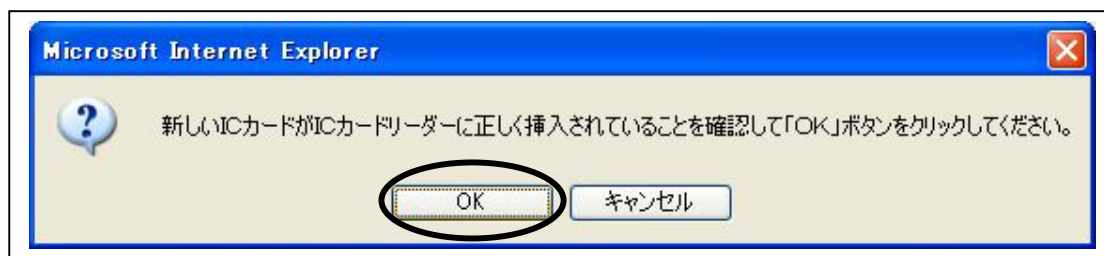 Microsoft Internet Explorer
新しいICカードがICカードリーダーに正しく挿入されていることを確認して「OK」ボタンをクリックしてください。
OK
キャンセル